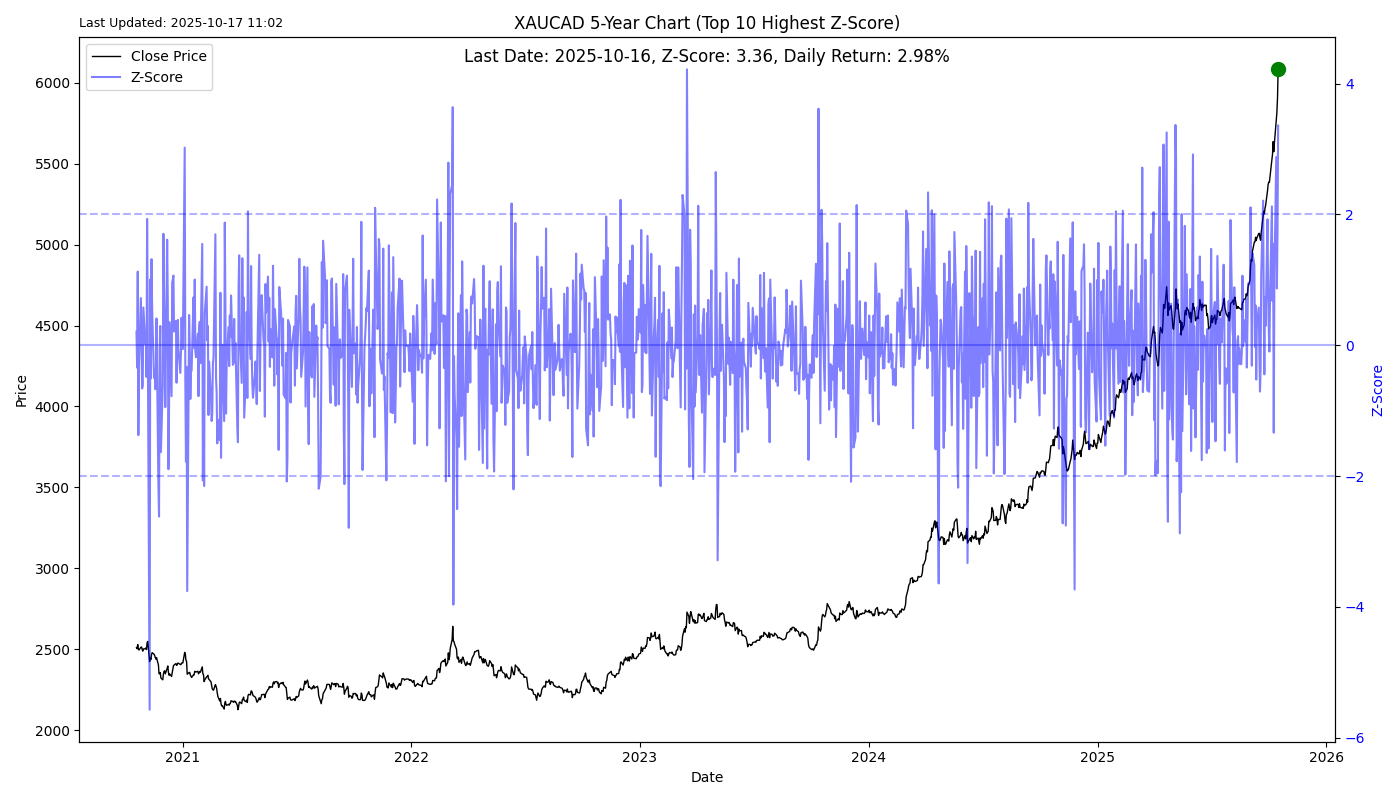 Last Updated: 2025-10-17 11:02
XAUCAD 5-Year Chart (Top 10 Highest Z-Score)
Last Date: 2025-10-16, Z-Score: 3.36, Daily Return: 2.98%
Close Price
Z-Score
6000
5500
5000
4500
4000
3500
3000
2500
2000
Price
4
2
0
−2
−4
−6
Z-Score
2021
2022
2023
2024
2025
2026
Date